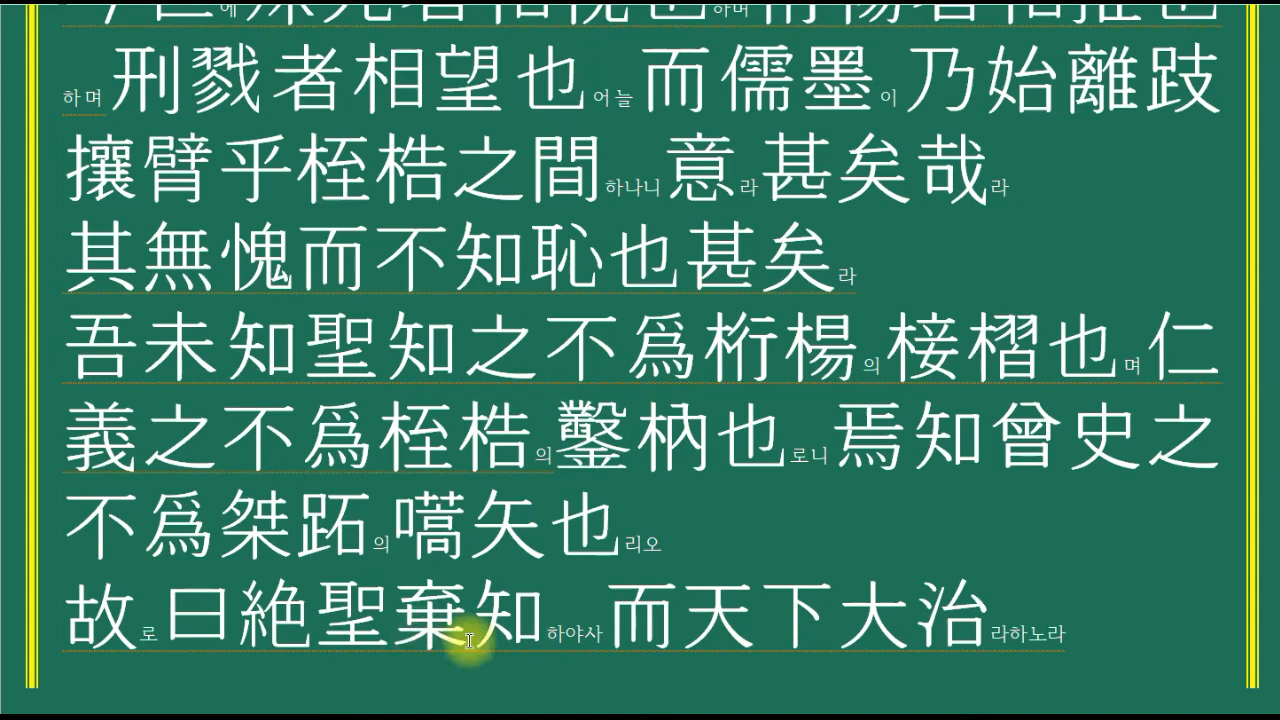 하며 刑戮者相望也어늘 而儒墨이 乃始離跂
攘臂乎桎梏之間하나니 意라 甚矣哉라
其無愧而不知恥也甚矣라
吾未知聖知之不爲桁楊의 椄槢也며 仁
義之不爲桎梏의 鑿枘也로니 焉知曾史之
不爲桀跖의 嚆矢也리오
故로 曰絶聖棄知하야사 而天下大治라하노라